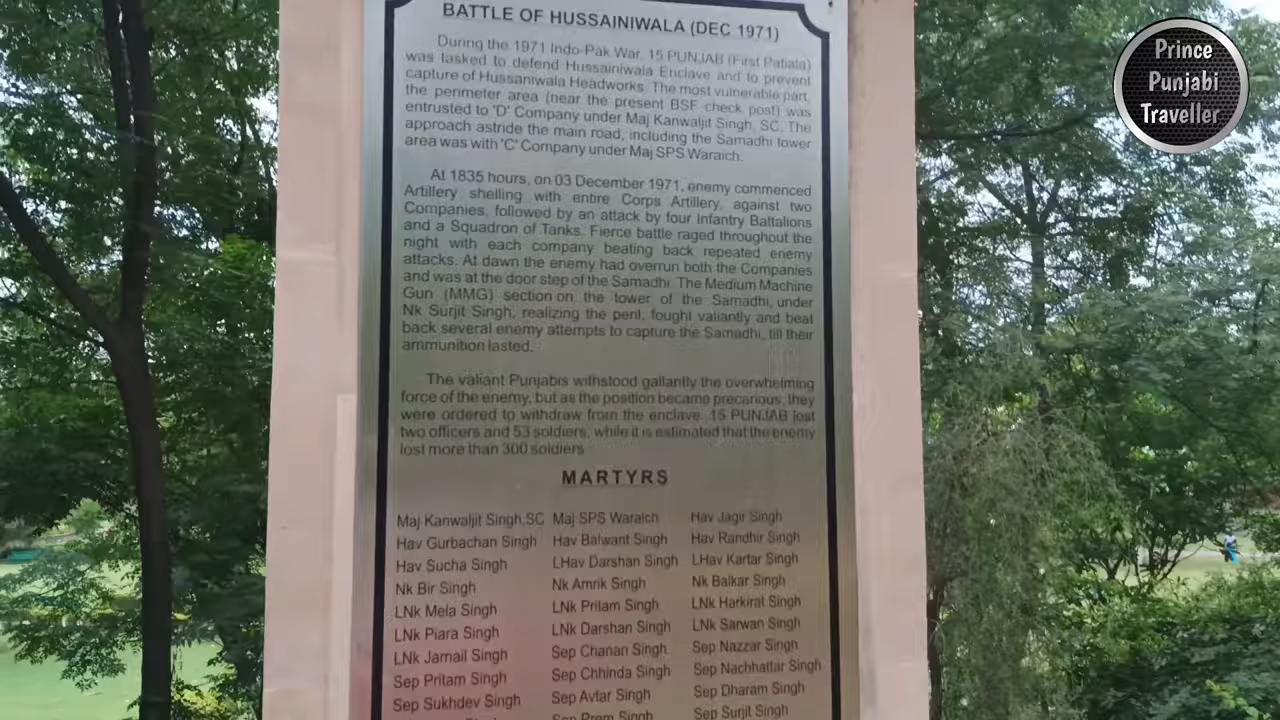 BATTLE OF HUSSAINIWALA (DEC 1971)
During the 1971 Indo-Pak War, 15 PUNJAB (First Patiala)
was tasked to defend Hussainiwala Enclave and to prevent
capture of Hussaniwala Headworks. The most vulnerable part,
the perimeter area (near the present BSF check post) was
entrusted to 'D' Company under Maj Kanwaljit Singh, SC. The
approach astride the main road, including the Samadhi tower
area was with 'C' Company under Maj SPS Waraich.
At 1835 hours, on 03 December 1971, enemy commenced
Artillery shelling with entire Corps Artillery, against two
Companies, followed by an attack by four Infantry Battalions
and a Squadron of Tanks. Fierce battle raged throughout the
night with each company beating back repeated enemy
attacks. At dawn the enemy had overrun both the Companies
and was at the door step of the Samadhi. The Medium Machine
Gun (MMG) section on the tower of the Samadhi, under
Nk Surjit Singh, realizing the peril, fought valiantly and beat
back several enemy attempts to capture the Samadhi, till their
ammunition lasted.
The valiant Punjabis withstood gallantly the overwhelming
force of the enemy, but as the position became precarious, they
were ordered to withdraw from the enclave. 15 PUNJAB lost
two officers and 53 soldiers, while it is estimated that the enemy
lost more than 300 soldiers
MARTYRS
Maj Kanwaljit Singh,SC Maj SPS Waraich Hav Jagir Singh
Hav Gurbachan Singh Hav Balwant Singh Hav Randhir Singh
Hav Sucha Singh LHav Darshan Singh LHav Kartar Singh
Nk Bir Singh Nk Amrik Singh Nk Balkar Singh
LNk Mela Singh LNk Pritam Singh LNk Harkirat Singh
LNk Piara Singh LNk Darshan Singh LNk Sarwan Singh
LNk Jarnail Singh Sep Chanan Singh Sep Nazzar Singh
Sep Pritam Singh Sep Chhinda Singh Sep Nachhattar Singh
Sep Sukhdev Singh Sep Avtar Singh Sep Dharam Singh
Sep Prem Singh Sep Surjit Singh
Prince
Punjabi
Traveller